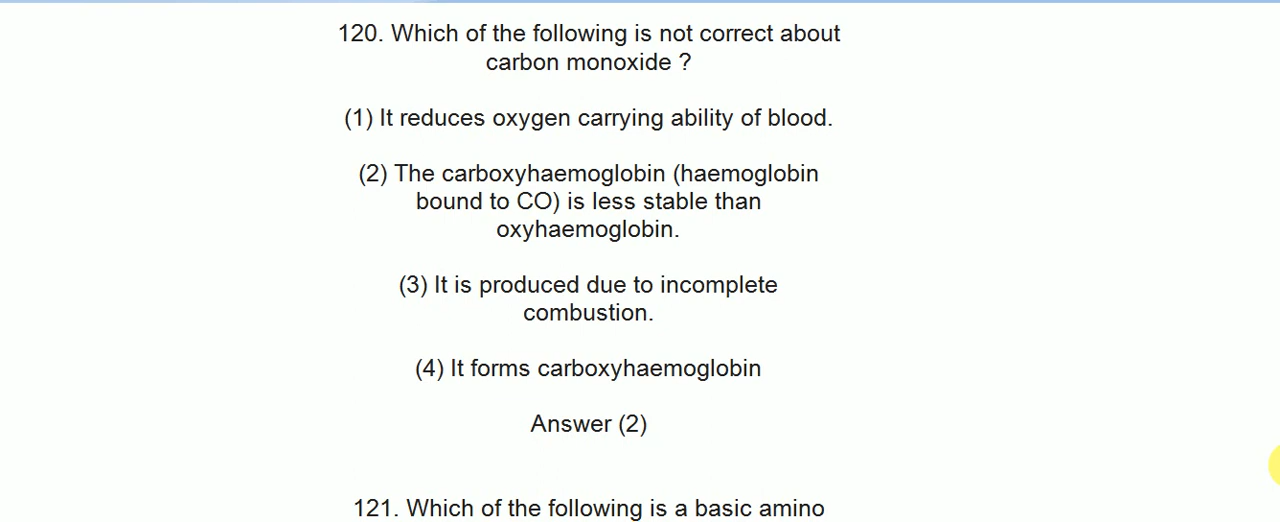 120. Which of the following is not correct about
carbon monoxide ?
(1) It reduces oxygen carrying ability of blood.
(2) The carboxyhaemoglobin (haemoglobin
bound to CO) is less stable than
oxyhaemoglobin.
(3) It is produced due to incomplete
combustion.
(4) It forms carboxyhaemoglobin
Answer (2)
121. Which of the following is a basic amino